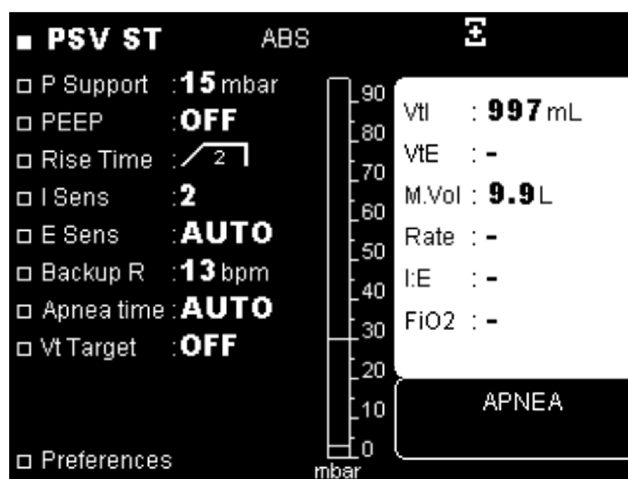 PSV ST ABS
P Support : 15 mbar
PEEP : OFF
Rise Time : 2
I Sens : 2
E Sens : AUTO
Backup R : 13 bpm
Apnea time : AUTO
Vt Target : OFF
Preferences
90
80
70
60
50
40
30
20
10
0
mbar
VtI : 997 mL
VtE : -
M.Vol : 9.9 L
Rate : -
I:E : -
FiO2 : -
APNEA